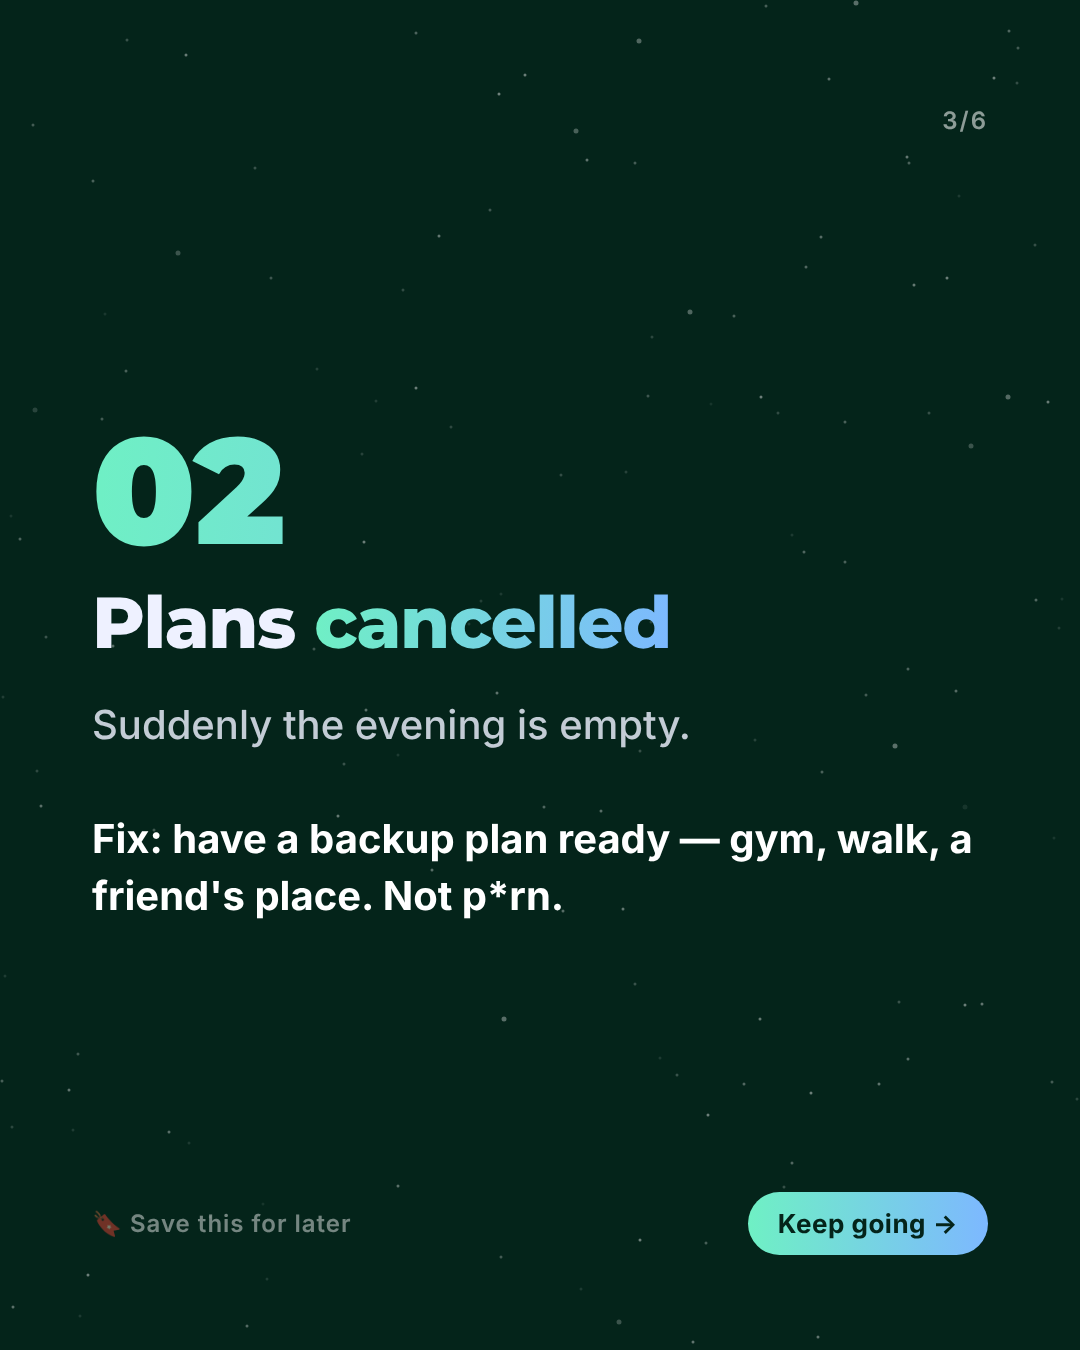 3/6
02
Plans cancelled
Suddenly the evening is empty.
Fix: have a backup plan ready — gym, walk, a
friend's place. Not p*rn.
🔖 Save this for later
Keep going →